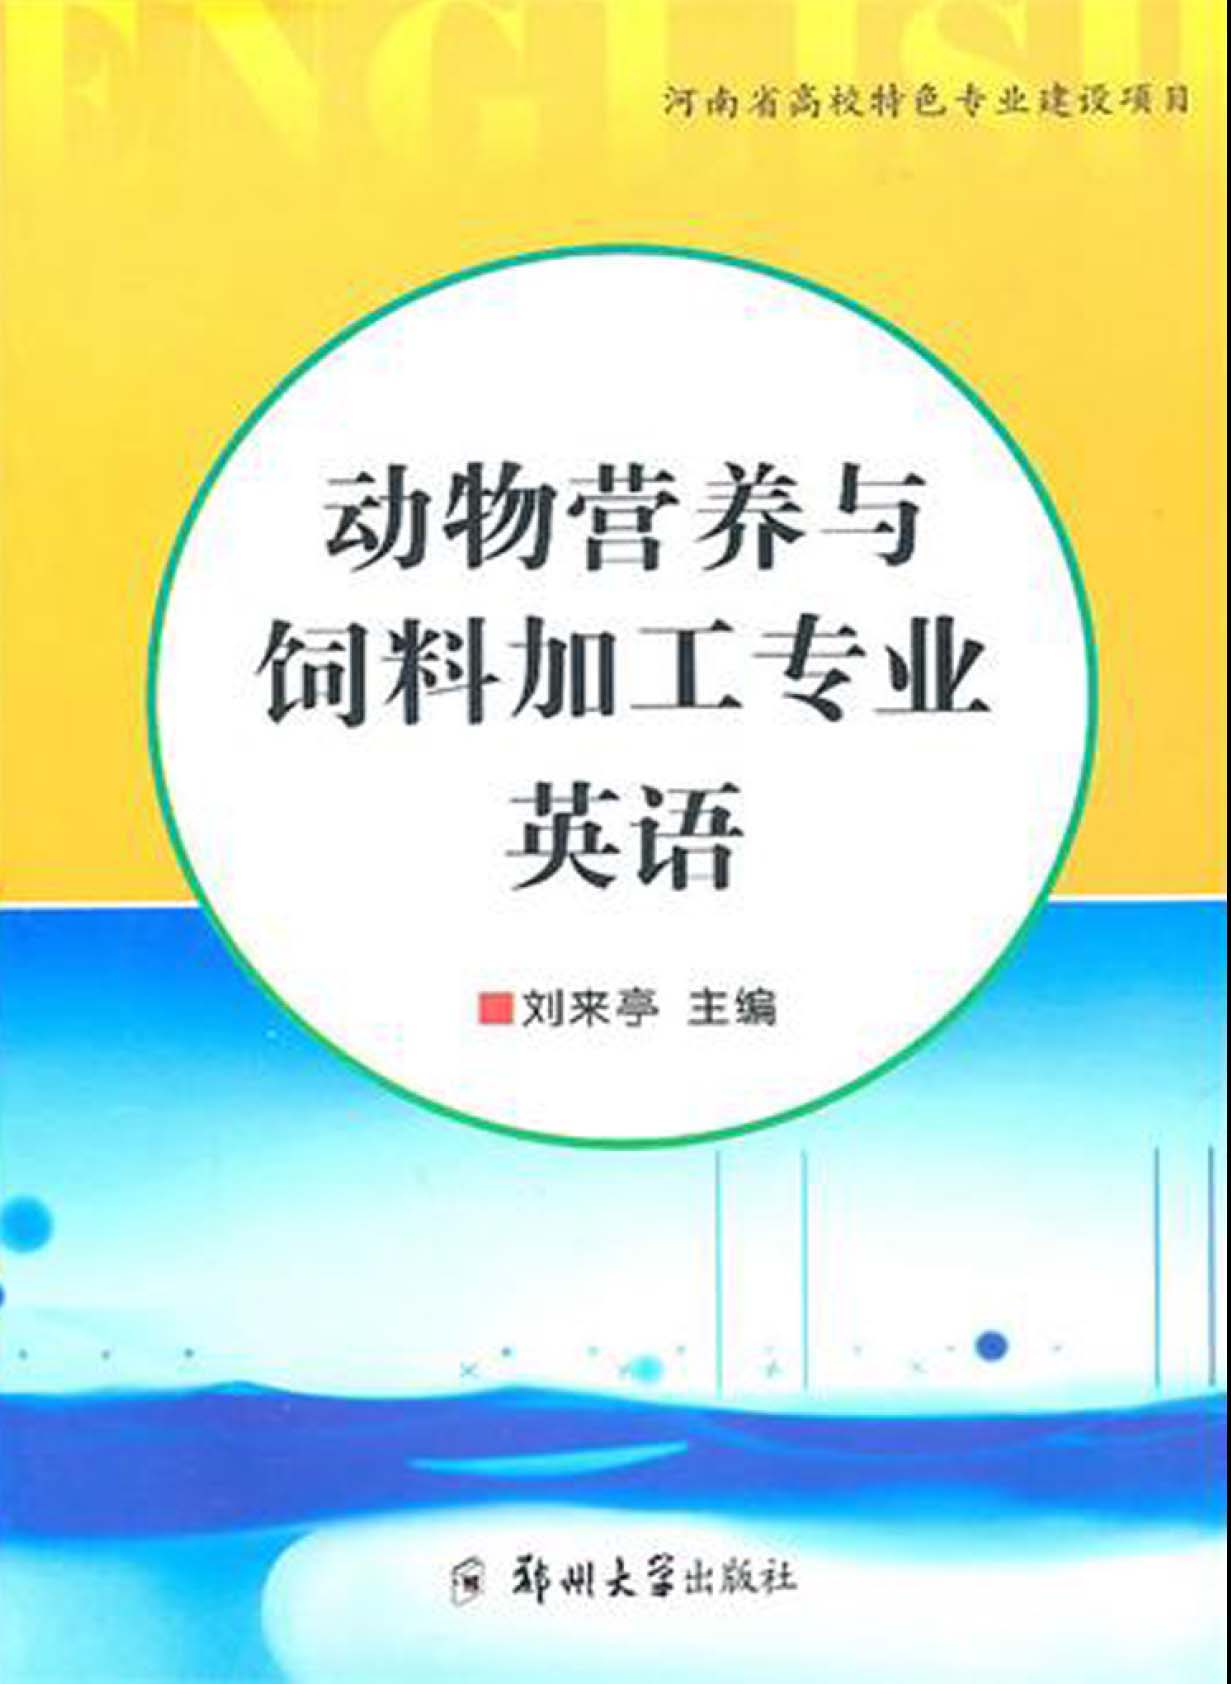 ENGLISH
河南省高校特色专业建设项目
动物营养与
饲料加工专业
英语
刘来亭 主编
郑州大学出版社